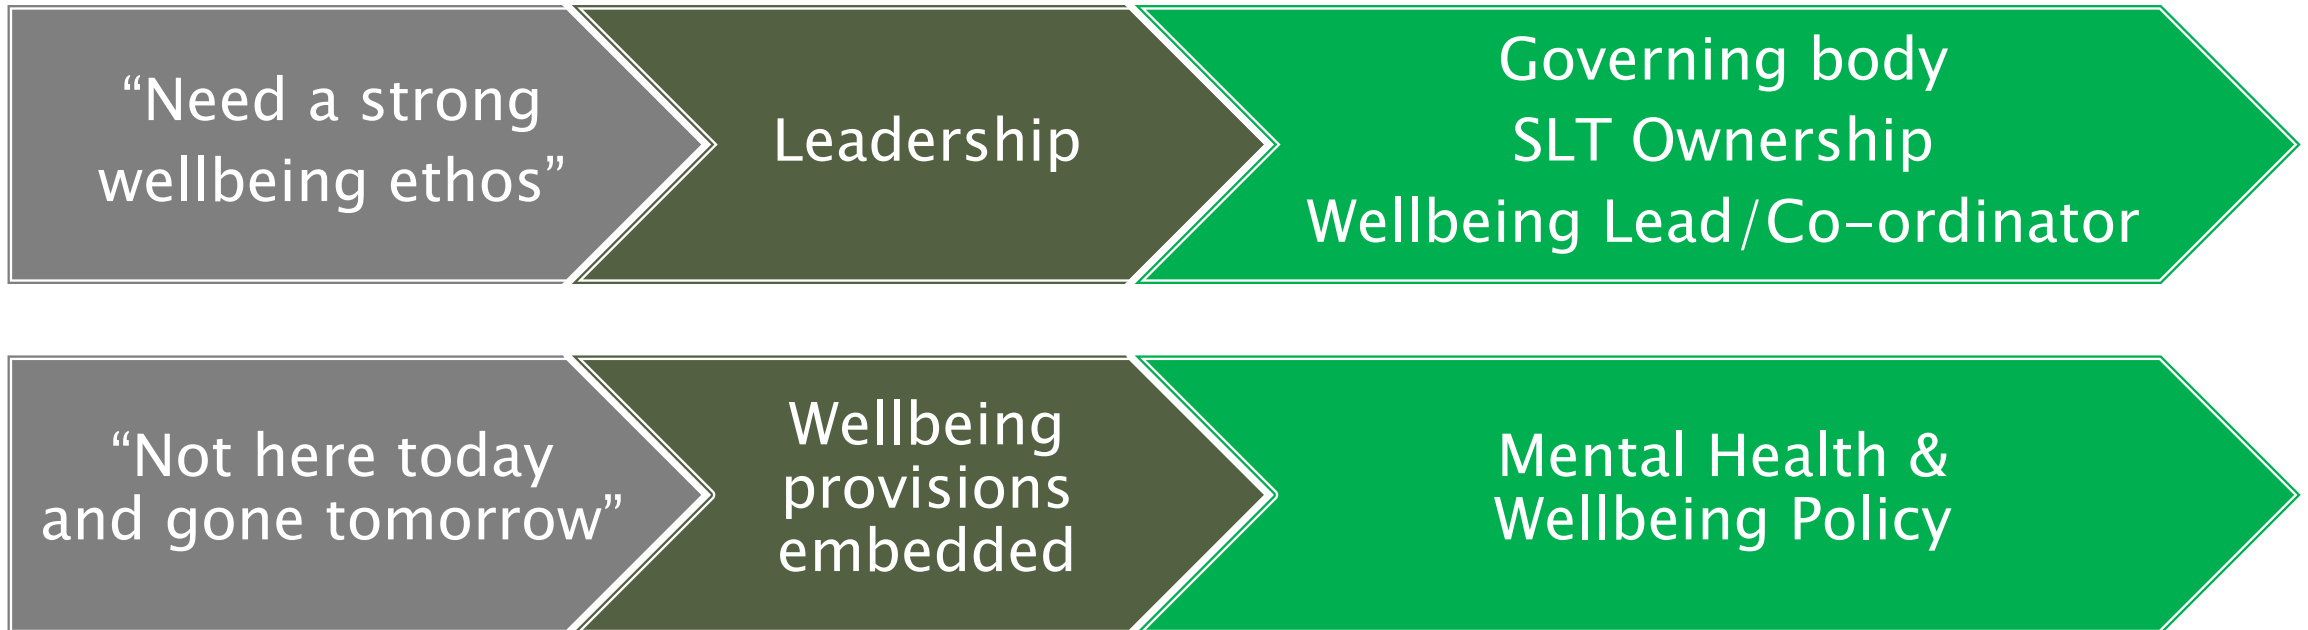 “Need a strong
wellbeing ethos”
Leadership
Governing body
SLT Ownership
Wellbeing Lead/Co-ordinator
“Not here today
and gone tomorrow”
Wellbeing
provisions
embedded
Mental Health &
Wellbeing Policy